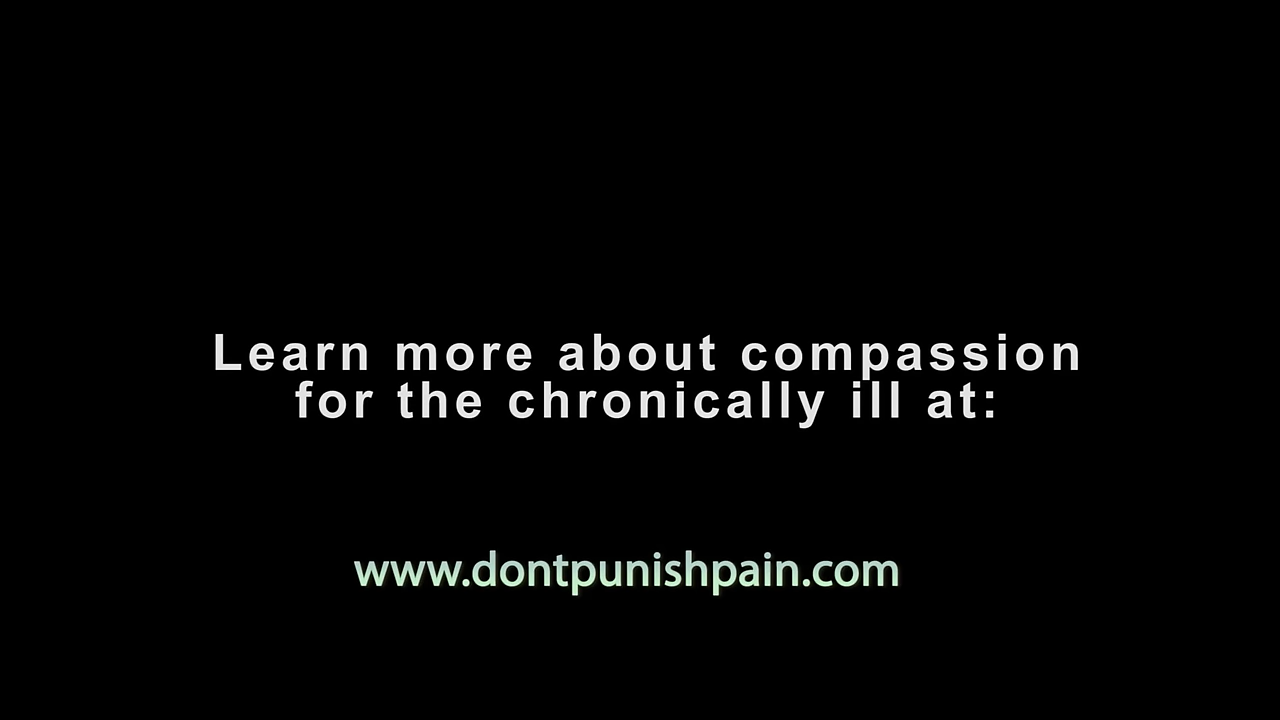 Learn more about compassion
for the chronically ill at:
www.dontpunishpain.com